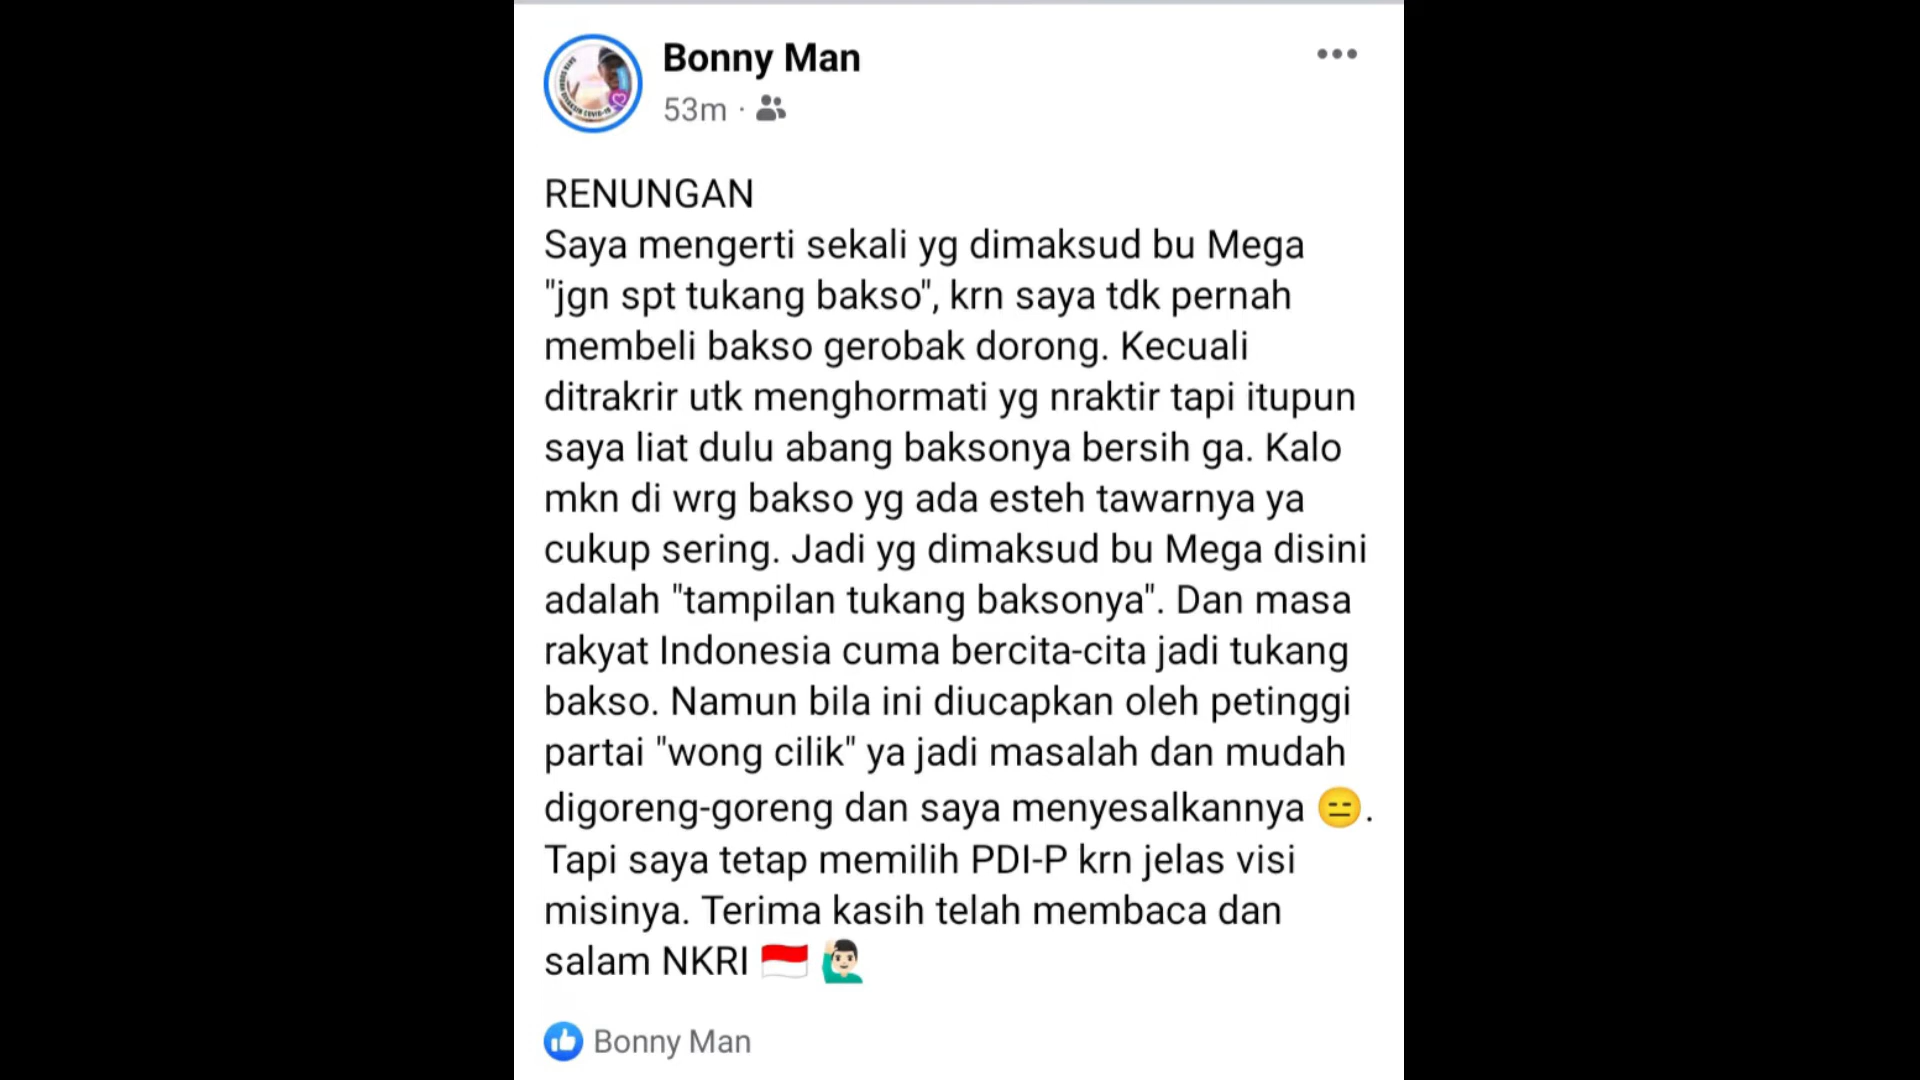 Bonny Man
53m ·
RENUNGAN
Saya mengerti sekali yg dimaksud bu Mega
"jgn spt tukang bakso", krn saya tdk pernah
membeli bakso gerobak dorong. Kecuali
ditrakrir utk menghormati yg nraktir tapi itupun
saya liat dulu abang baksonya bersih ga. Kalo
mkn di wrg bakso yg ada esteh tawarnya ya
cukup sering. Jadi yg dimaksud bu Mega disini
adalah "tampilan tukang baksonya". Dan masa
rakyat Indonesia cuma bercita-cita jadi tukang
bakso. Namun bila ini diucapkan oleh petinggi
partai "wong cilik" ya jadi masalah dan mudah
digoreng-goreng dan saya menyesalkannya 😑.
Tapi saya tetap memilih PDI-P krn jelas visi
misinya. Terima kasih telah membaca dan
salam NKRI 🇮🇩 🙋🏻‍♂️
Bonny Man